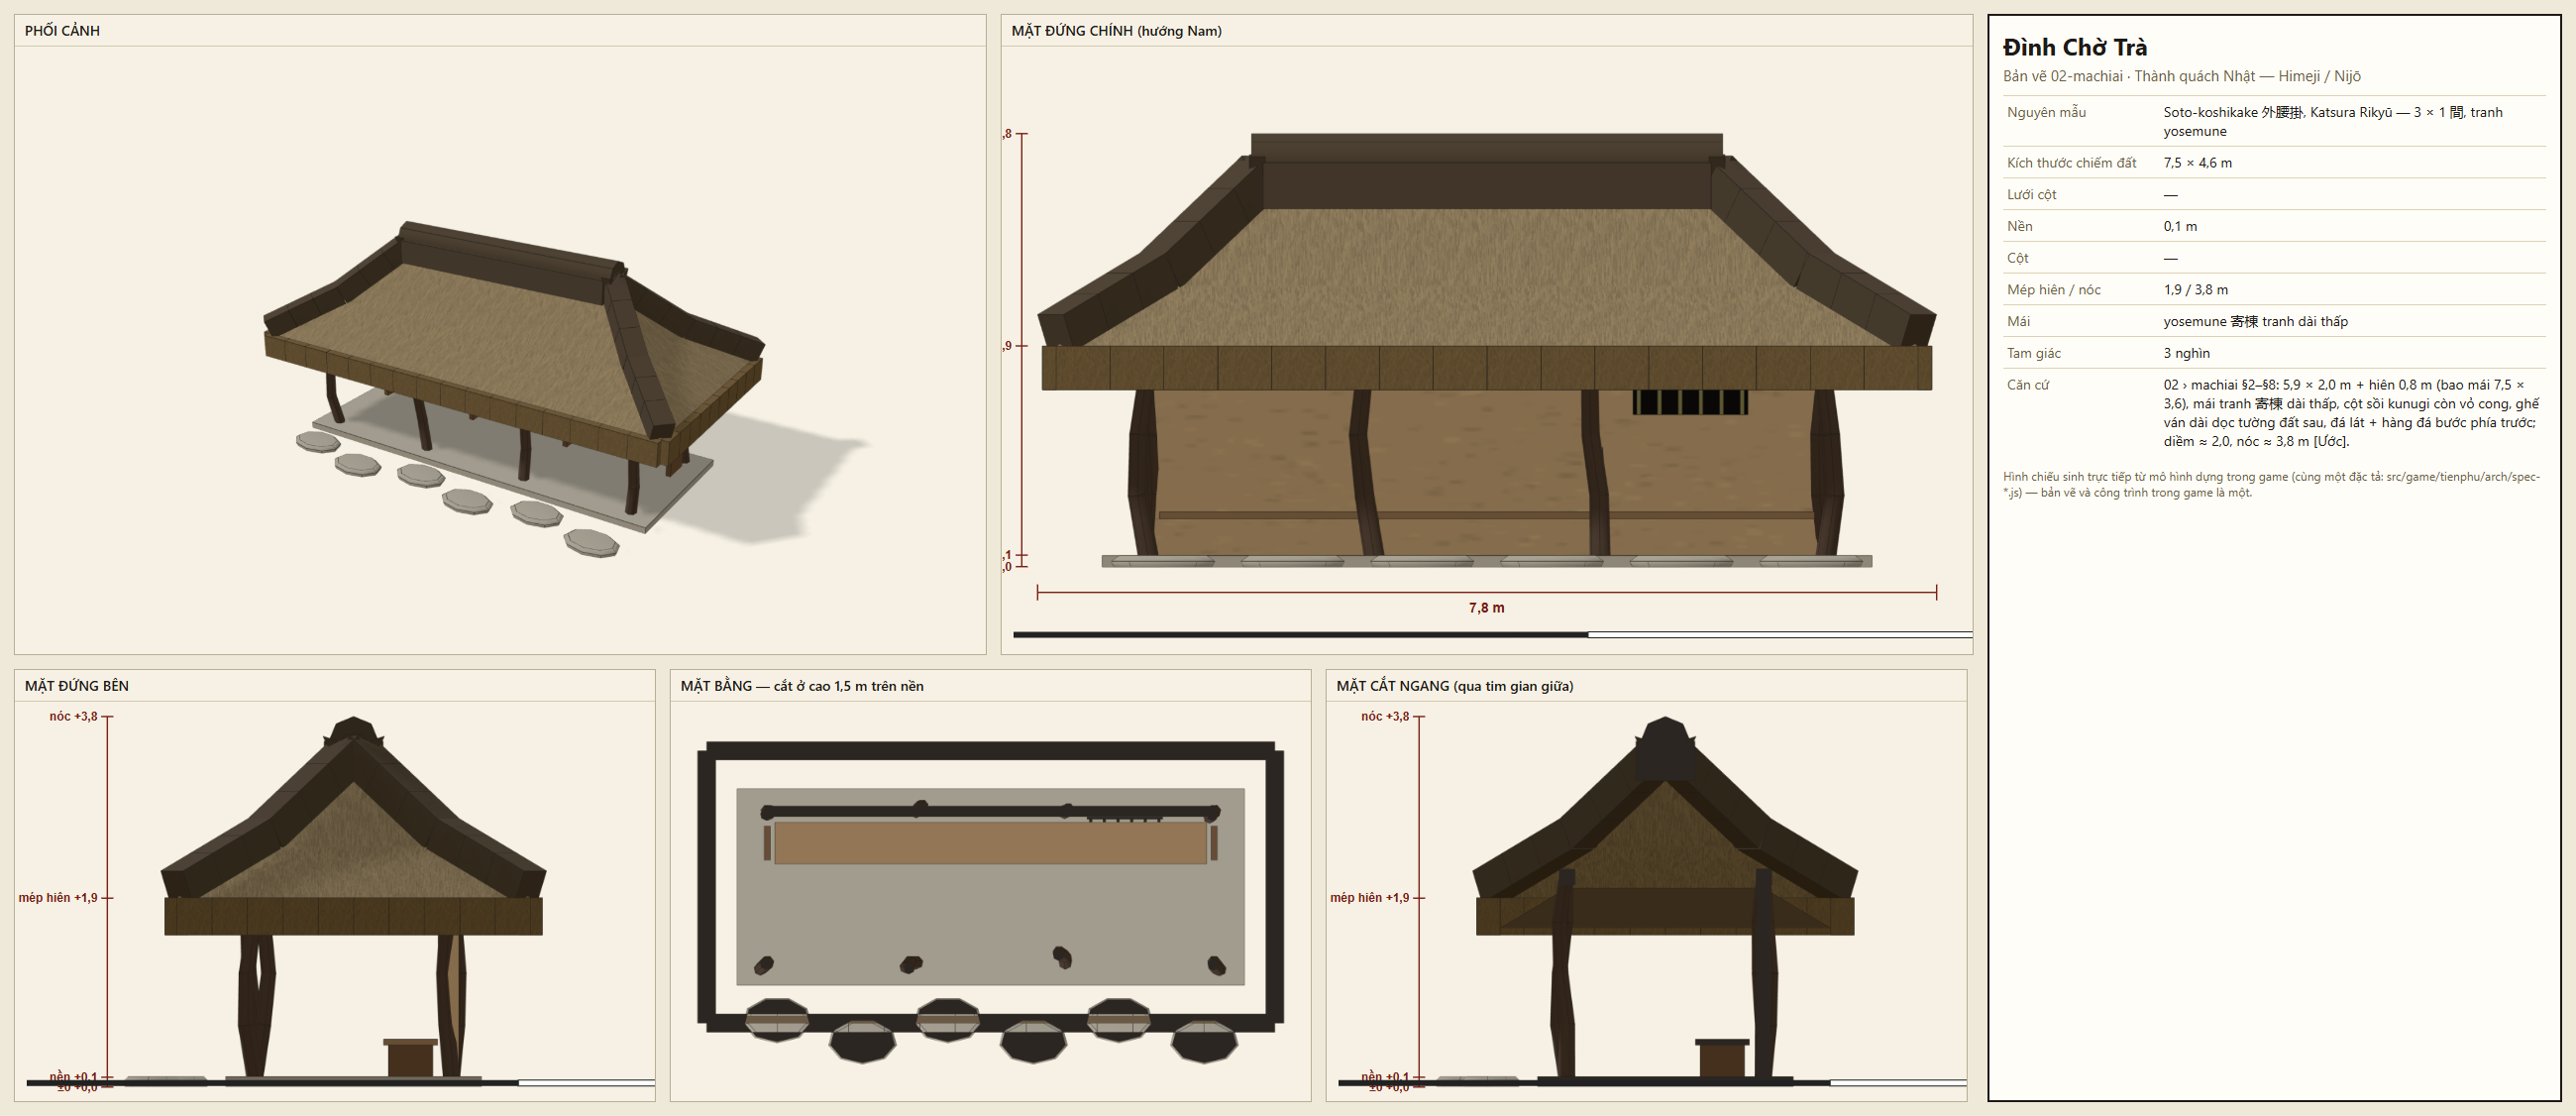 PHỐI CẢNH
MẶT ĐỨNG CHÍNH (hướng Nam)
,8
,9
,1
,0
7,8 m
MẶT ĐỨNG BÊN
nóc +3,8
mép hiên +1,9
nền +0,1
±0 +0,0
MẶT BẰNG — cắt ở cao 1,5 m trên nền
MẶT CẮT NGANG (qua tim gian giữa)
nóc +3,8
mép hiên +1,9
nền +0,1
±0 +0,0
Đình Chờ Trà
Bản vẽ 02-machiai · Thành quách Nhật — Himeji / Nijō
Nguyên mẫu Soto-koshikake 外腰掛, Katsura Rikyū — 3 × 1 間, tranh
yosemune
Kích thước chiếm đất 7,5 × 4,6 m
Lưới cột —
Nền 0,1 m
Cột —
Mép hiên / nóc 1,9 / 3,8 m
Mái yosemune 寄棟 tranh dài thấp
Tam giác 3 nghìn
Căn cứ 02 › machiai §2–§8: 5,9 × 2,0 m + hiên 0,8 m (bao mái 7,5 ×
3,6), mái tranh 寄棟 dài thấp, cột sồi kunugi còn vỏ cong, ghế
ván dài dọc tường đất sau, đá lát + hàng đá bước phía trước;
diềm ≈ 2,0, nóc ≈ 3,8 m [Ước].
Hình chiếu sinh trực tiếp từ mô hình dựng trong game (cùng một đặc tả: src/game/tienphu/arch/spec-
*.js) — bản vẽ và công trình trong game là một.